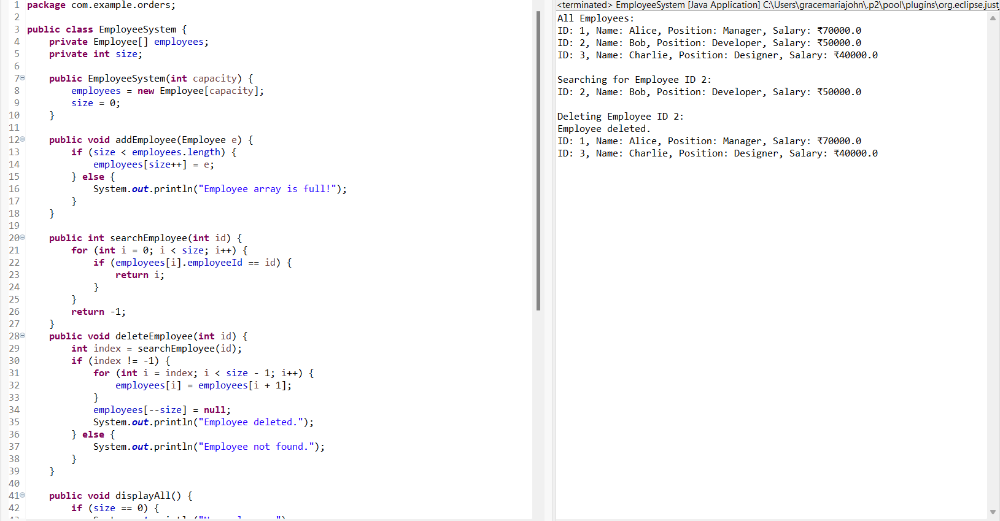 1 package com.example.orders;
2
3 public class EmployeeSystem {
4     private Employee[] employees;
5     private int size;
6
7     public EmployeeSystem(int capacity) {
8         employees = new Employee[capacity];
9         size = 0;
10     }
11
12     public void addEmployee(Employee e) {
13         if (size < employees.length) {
14             employees[size++] = e;
15         } else {
16             System.out.println("Employee array is full!");
17         }
18     }
19
20     public int searchEmployee(int id) {
21         for (int i = 0; i < size; i++) {
22             if (employees[i].employeeId == id) {
23                 return i;
24             }
25         }
26         return -1;
27     }
28     public void deleteEmployee(int id) {
29         int index = searchEmployee(id);
30         if (index != -1) {
31             for (int i = index; i < size - 1; i++) {
32                 employees[i] = employees[i + 1];
33             }
34             employees[--size] = null;
35             System.out.println("Employee deleted.");
36         } else {
37             System.out.println("Employee not found.");
38         }
39     }
40
41     public void displayAll() {
42         if (size == 0) {
<terminated> EmployeeSystem [Java Application] C:\Users\gracemariajohn\.p2\pool\plugins\org.eclipse.just
All Employees:
ID: 1, Name: Alice, Position: Manager, Salary: ₹70000.0
ID: 2, Name: Bob, Position: Developer, Salary: ₹50000.0
ID: 3, Name: Charlie, Position: Designer, Salary: ₹40000.0

Searching for Employee ID 2:
ID: 2, Name: Bob, Position: Developer, Salary: ₹50000.0

Deleting Employee ID 2:
Employee deleted.
ID: 1, Name: Alice, Position: Manager, Salary: ₹70000.0
ID: 3, Name: Charlie, Position: Designer, Salary: ₹40000.0